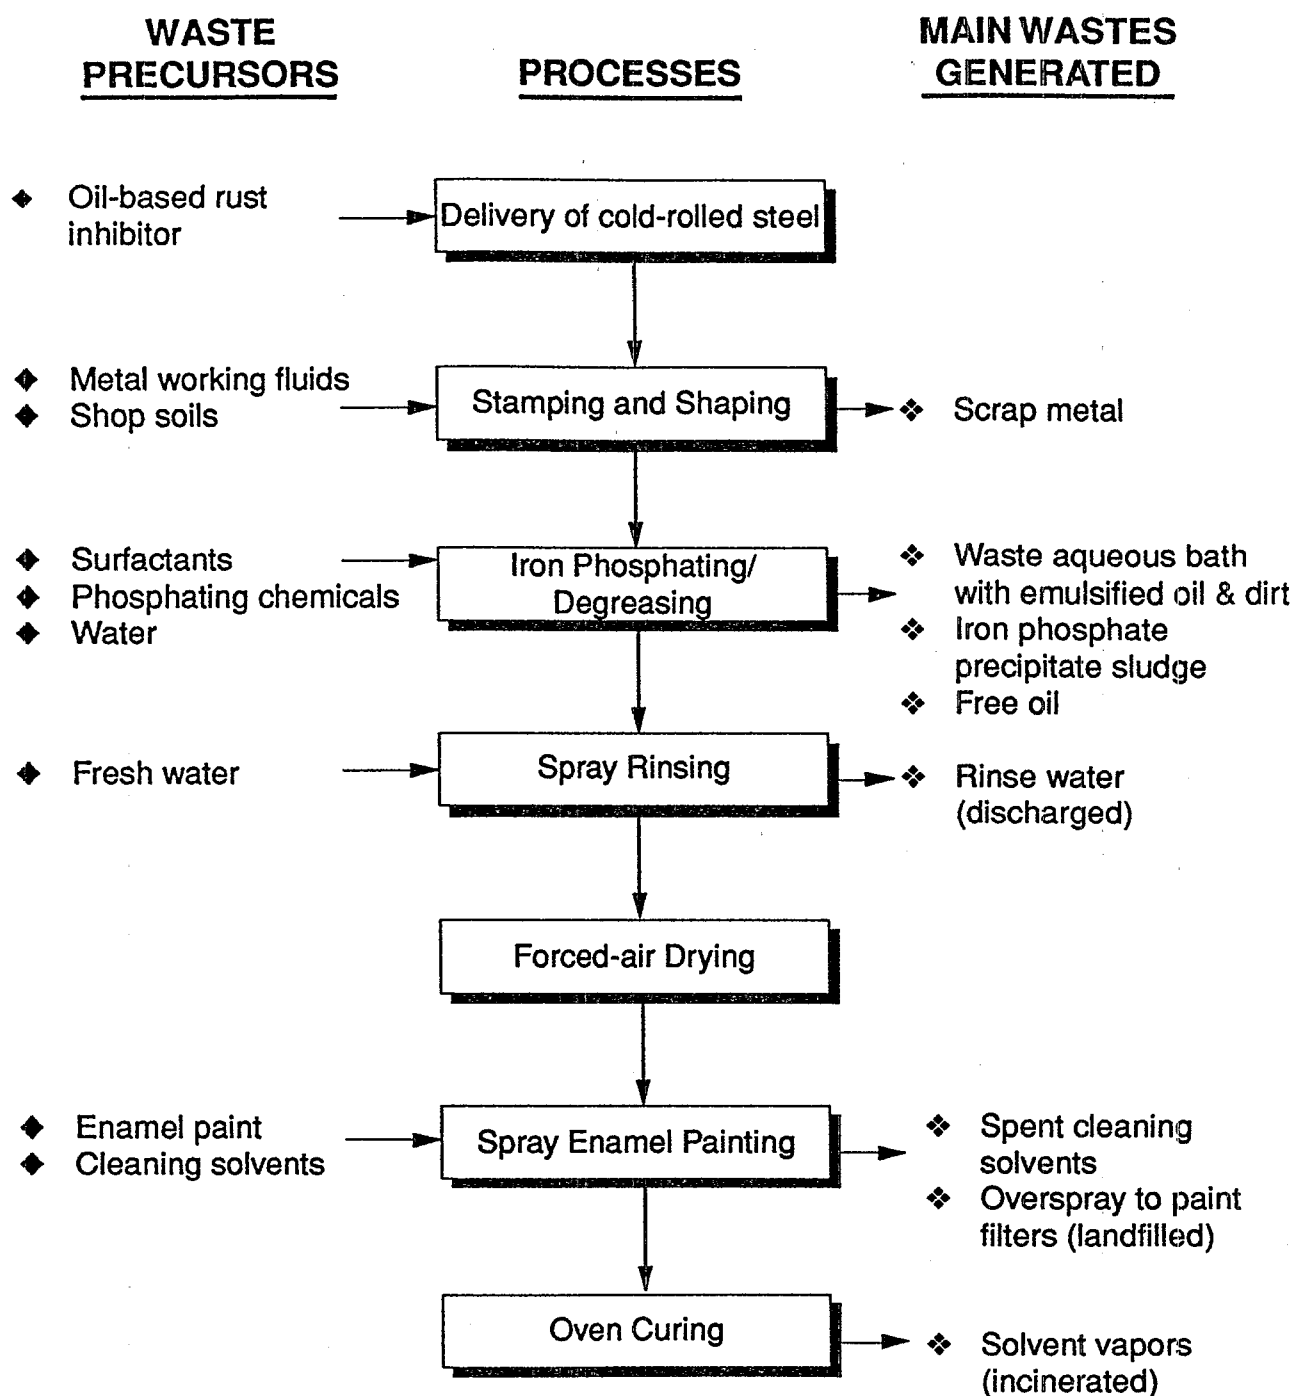 WASTE
PRECURSORS
PROCESSES
MAIN WASTES
GENERATED
Oil-based rust
inhibitor
Delivery of cold-rolled steel
Metal working fluids
Shop soils
Stamping and Shaping
Scrap metal
Surfactants
Phosphating chemicals
Water
Iron Phosphating/
Degreasing
Waste aqueous bath
with emulsified oil & dirt
Iron phosphate
precipitate sludge
Free oil
Fresh water
Spray Rinsing
Rinse water
(discharged)
Forced-air Drying
Enamel paint
Cleaning solvents
Spray Enamel Painting
Spent cleaning
solvents
Overspray to paint
filters (landfilled)
Oven Curing
Solvent vapors
(incinerated)